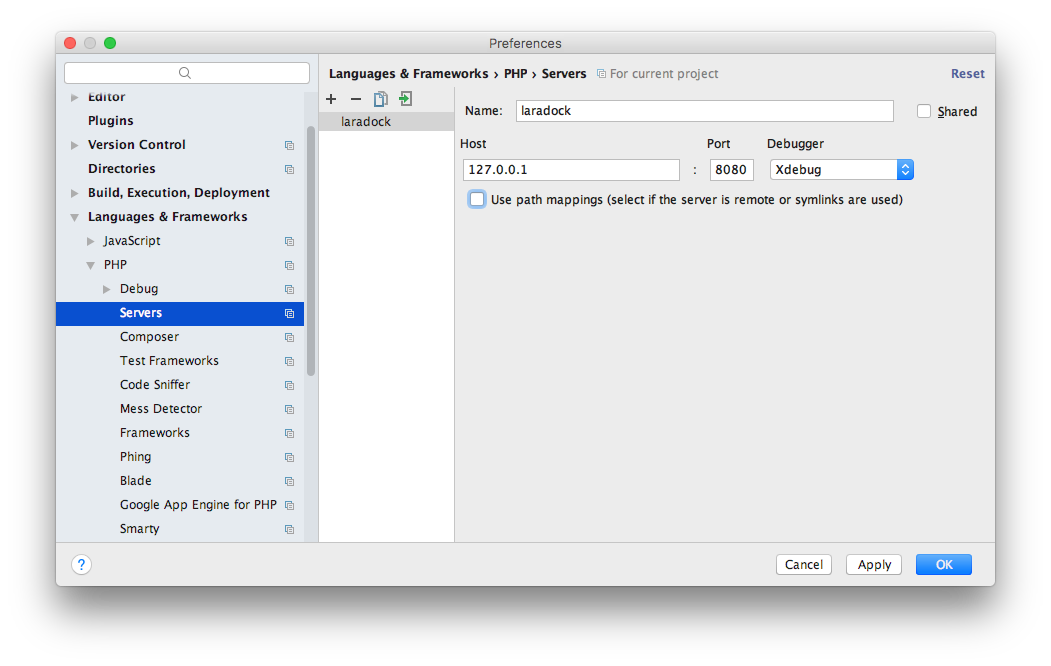 Preferences
Languages & Frameworks › PHP › Servers For current project Reset
Editor
Plugins
Version Control
Directories
Build, Execution, Deployment
Languages & Frameworks
JavaScript
PHP
Debug
Servers
Composer
Test Frameworks
Code Sniffer
Mess Detector
Frameworks
Phing
Blade
Google App Engine for PHP
Smarty
laradock
Name: laradock Shared
Host Port Debugger
127.0.0.1 : 8080 Xdebug
Use path mappings (select if the server is remote or symlinks are used)
? Cancel Apply OK